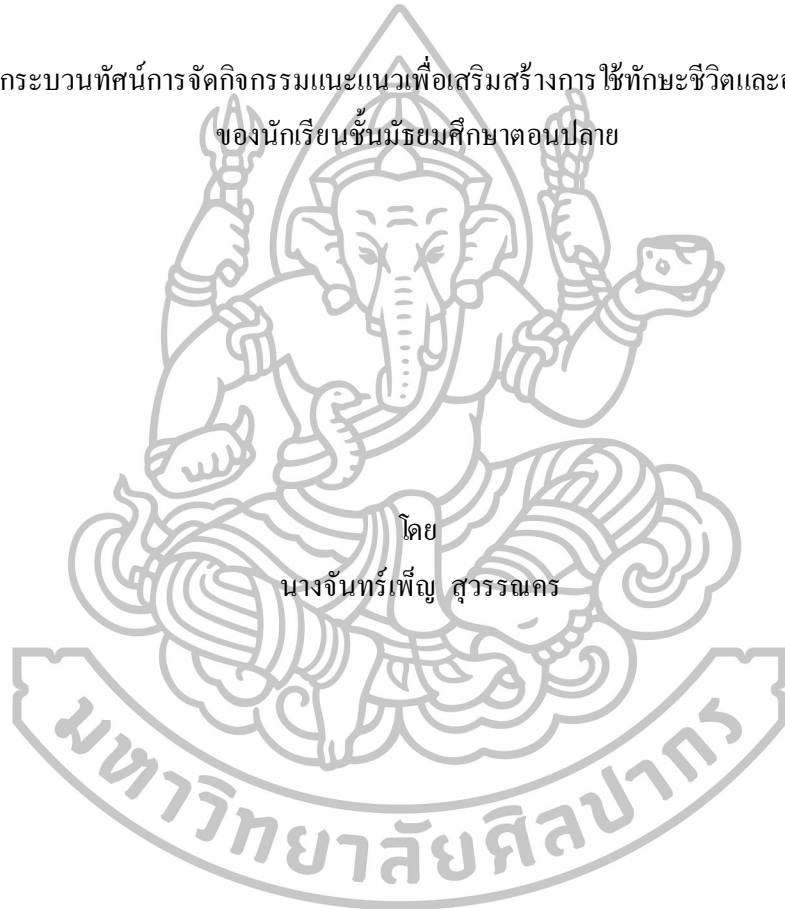 กระบวนทัศน์การจัดกิจกรรมแนะแนวเพื่อเสริมสร้างการใช้ทักษะชีวิตและ
ของนักเรียนชั้นมัธยมศึกษาตอนปลาย
โดย
นางจันทร์เพ็ญ สุวรรณคร
มหาวิทยาลัยศิลปากร